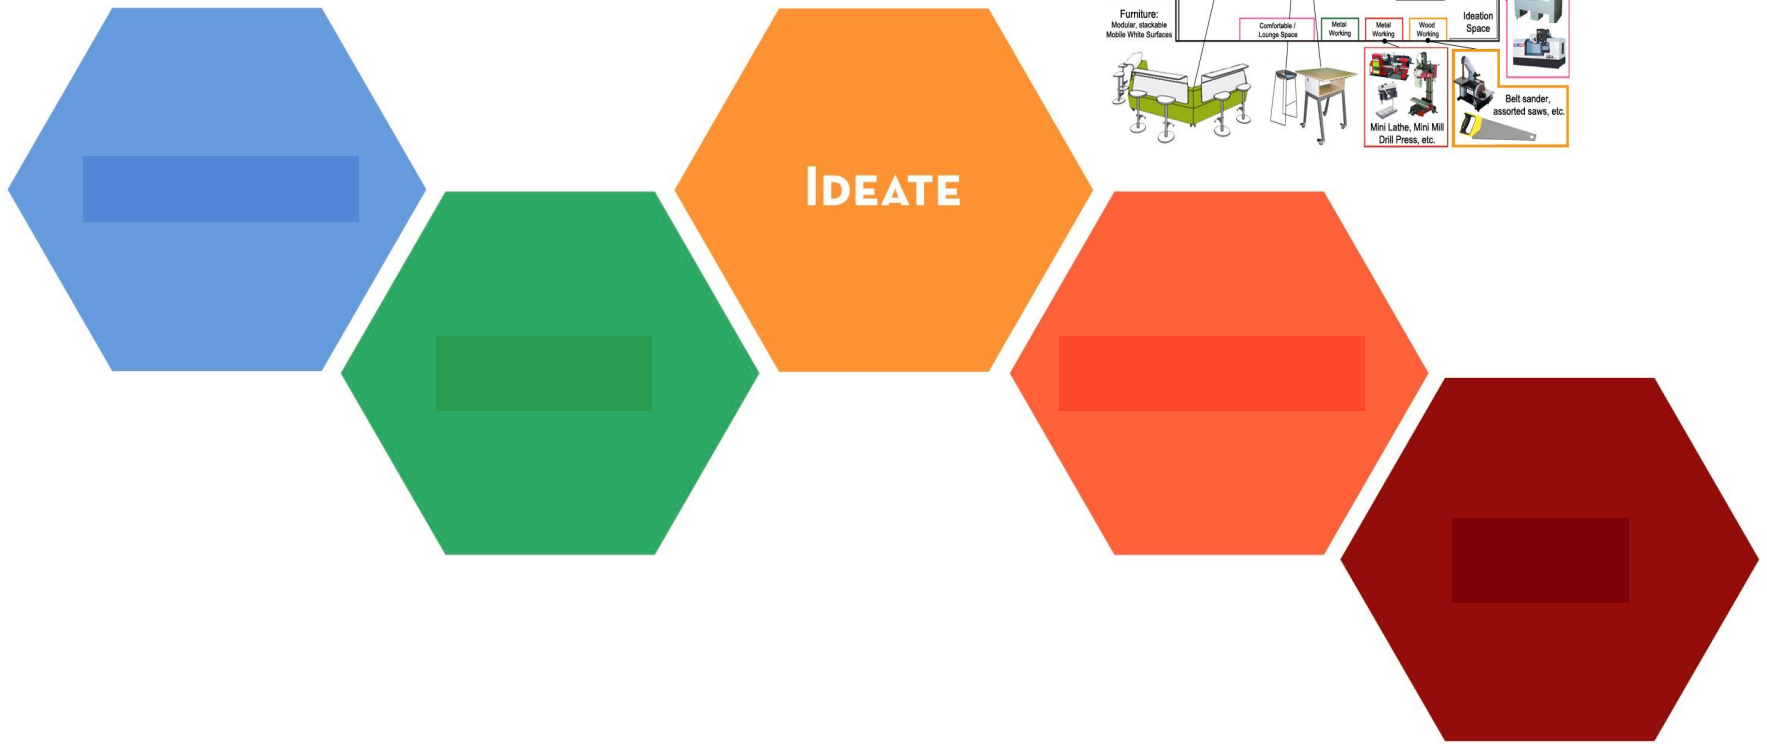 Furniture:
Modular, stackable
Mobile White Surfaces
Comfortable /
Lounge Space
Metal
Working
Metal
Working
Wood
Working
Ideation
Space
Belt sander,
assorted saws, etc.
Mini Lathe, Mini Mill
Drill Press, etc.
IDEATE